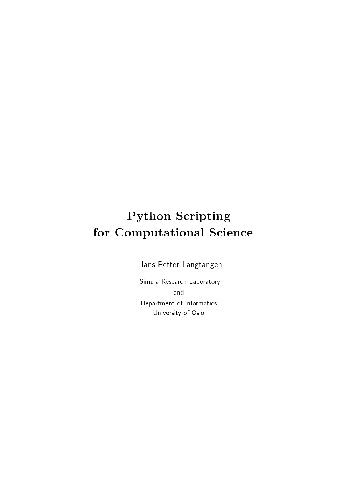 Python Scripting
for Computational Science
Hans Petter Langtangen
Simula Research Laboratory
and
Department of Informatics
University of Oslo